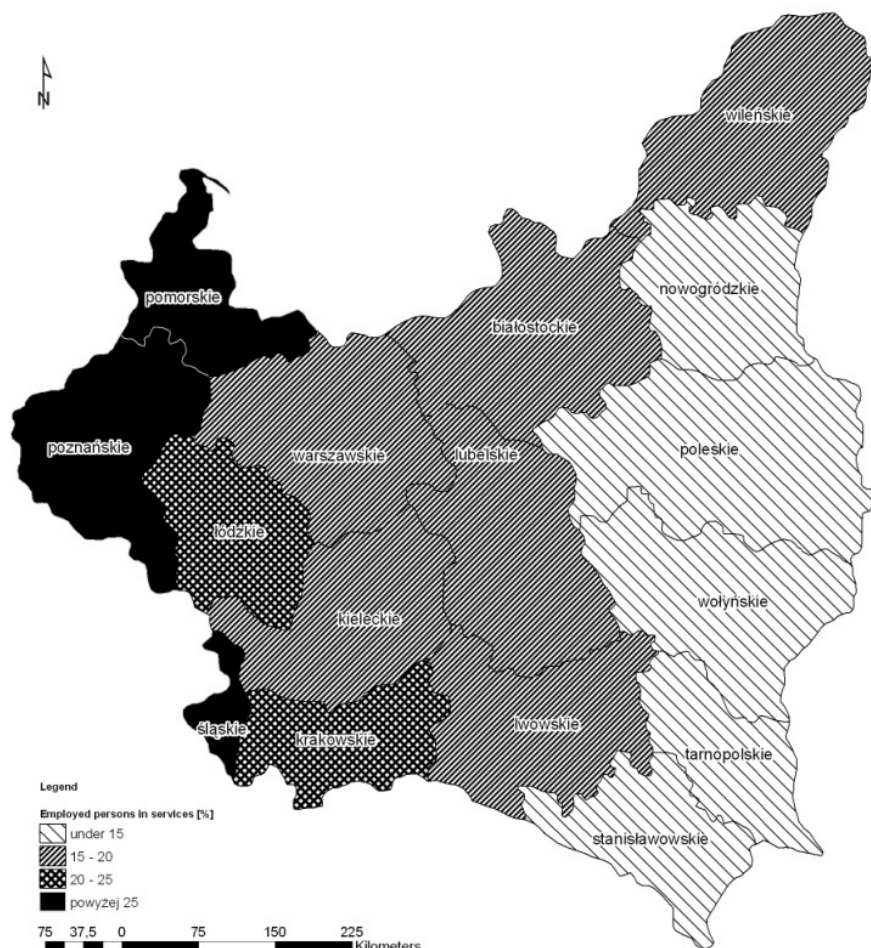 N
wileńskie
nowogródzkie
pomorskie
białostockie
poznańskie
warszawskie
lubelskie
poleskie
łódzkie
wołyńskie
kieleckie
śląskie
krakowskie
lwowskie
tarnopolskie
stanisławowskie
Legend
Employed persons in services [%]
under 15
15 - 20
20 - 25
powyżej 25
75 37,5 0 75 150 225
Kilometers